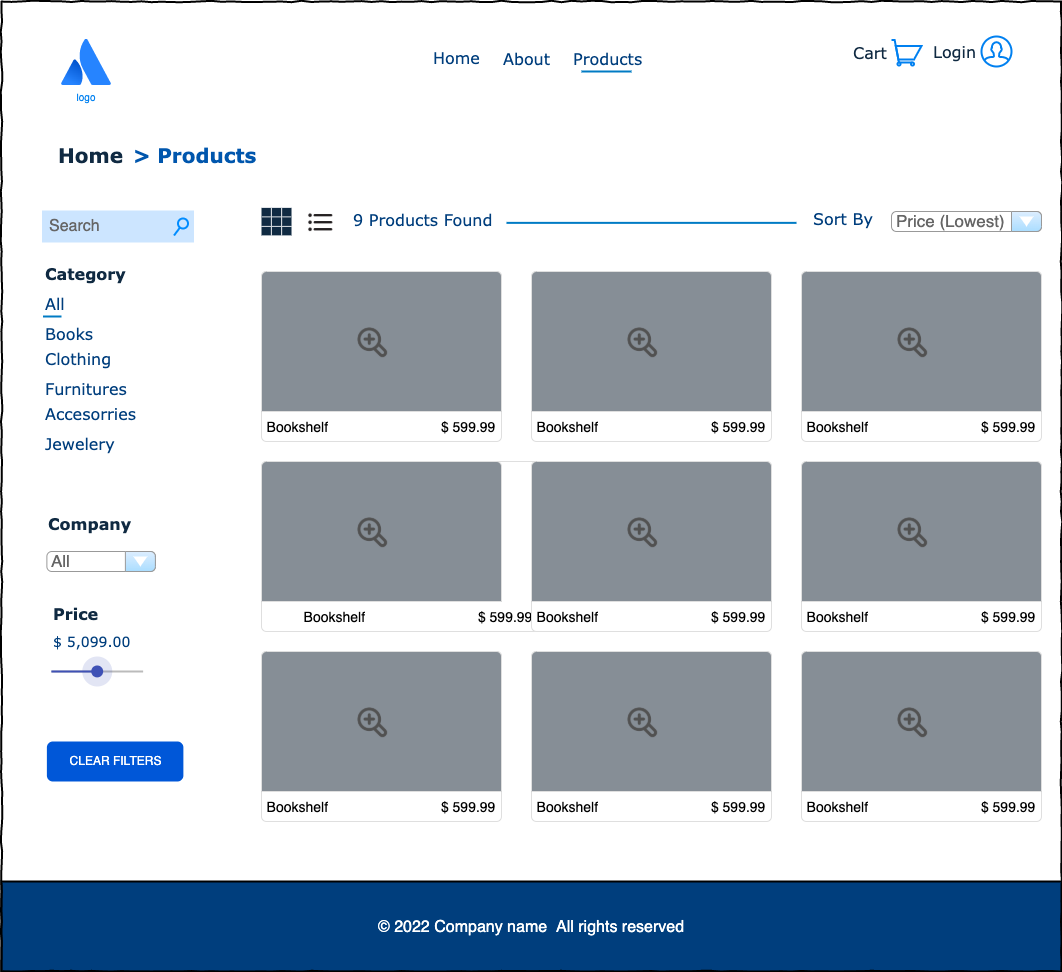 Home About Products Cart Login
logo
Home > Products
Search
9 Products Found Sort By Price (Lowest)
Category
All
Books
Clothing
Furnitures
Accesorries
Jewelery
Company
All
Price
$ 5,099.00
CLEAR FILTERS
Bookshelf $ 599.99 Bookshelf $ 599.99 Bookshelf $ 599.99
Bookshelf $ 599.99 Bookshelf $ 599.99 Bookshelf $ 599.99
Bookshelf $ 599.99 Bookshelf $ 599.99 Bookshelf $ 599.99
© 2022 Company name All rights reserved